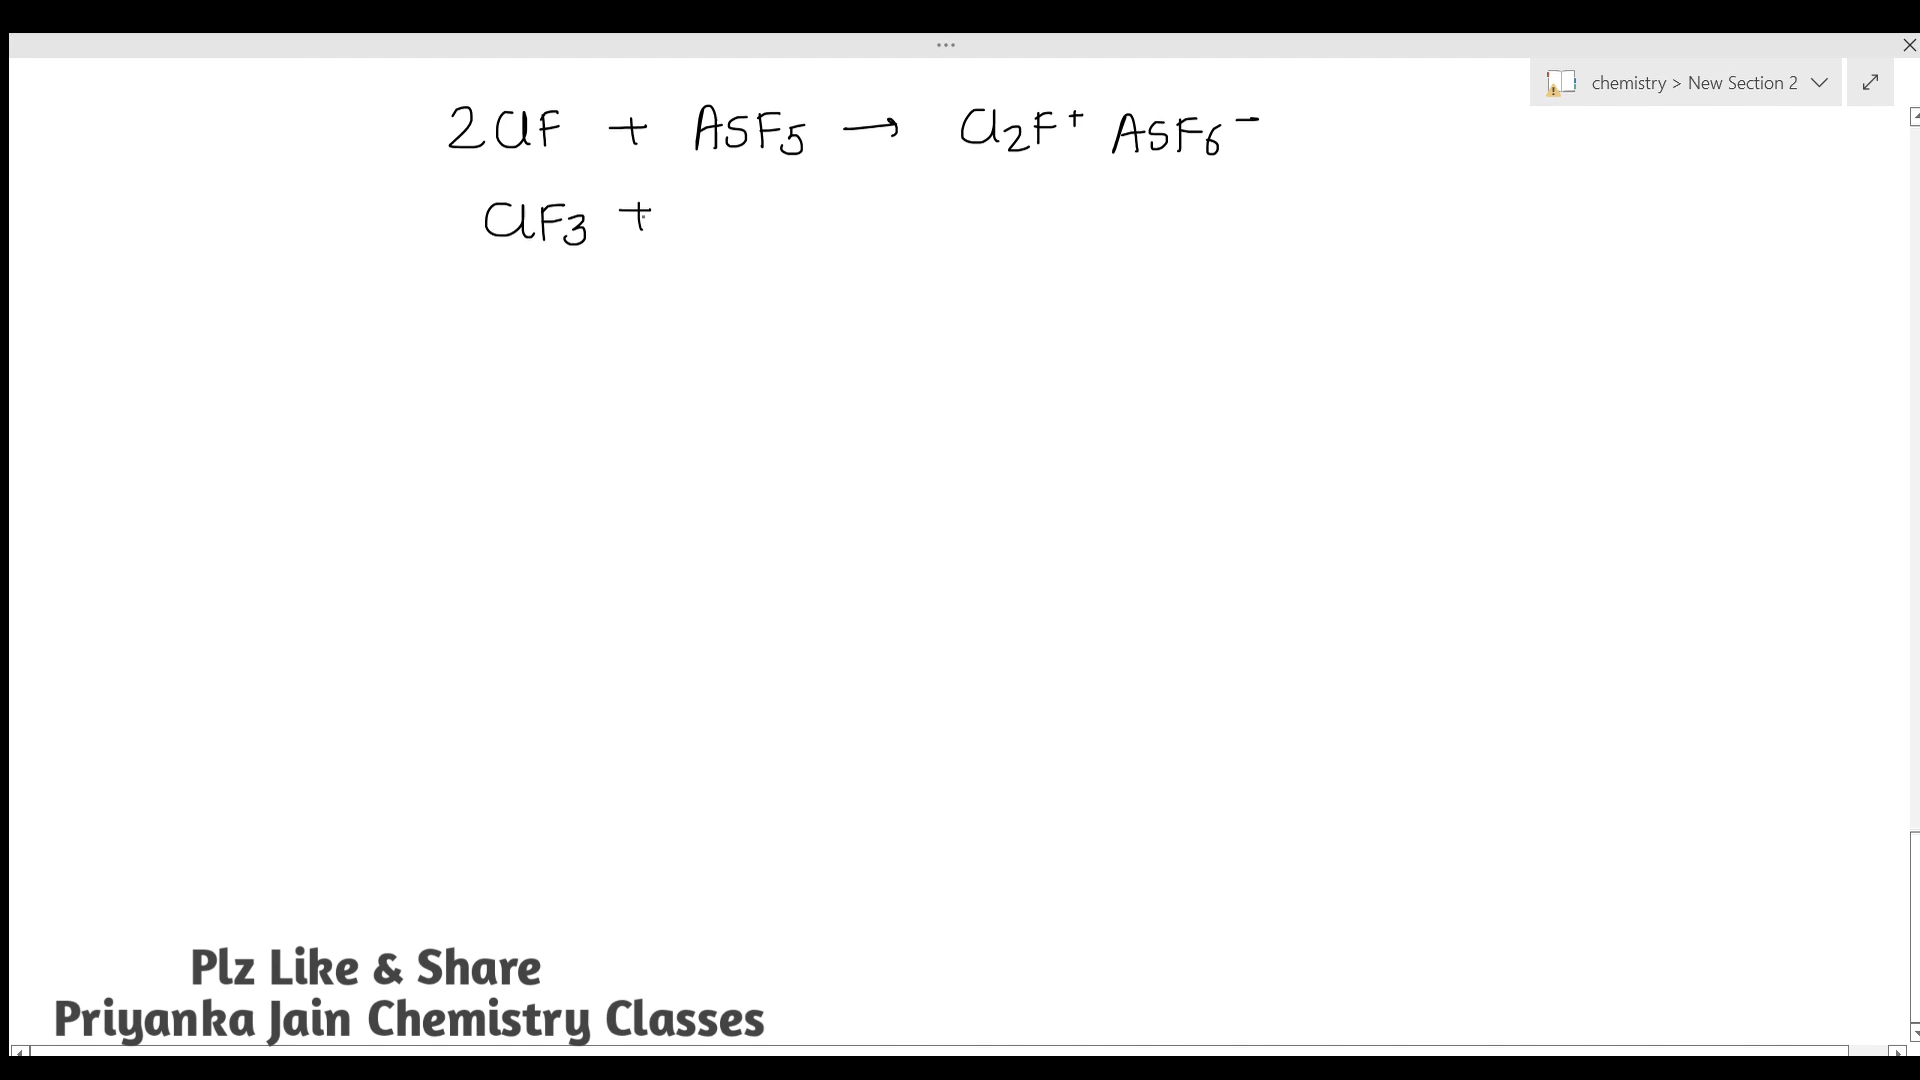 chemistry > New Section 2
2ClF + AsF5 → Cl2F+ AsF6-
ClF3 +
Plz Like & Share
Priyanka Jain Chemistry Classes